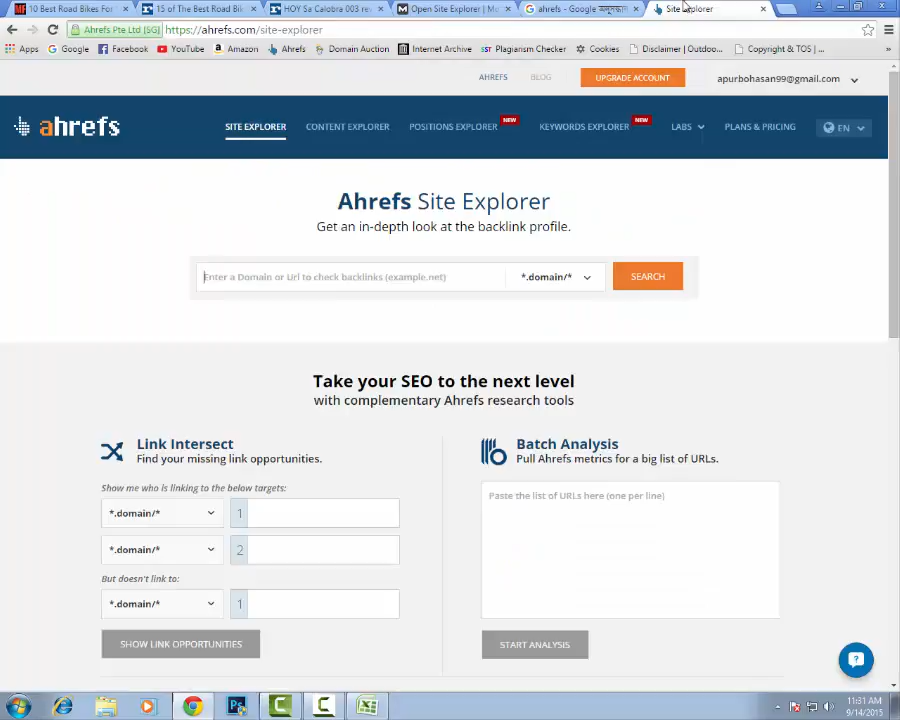 10 Best Road Bikes For
15 of The Best Road Bik
HOY Sa Calobra 003 rev
Open Site Explorer | Mo
ahrefs - Google
Site Explorer
Ahrefs Pte Ltd [SG] https://ahrefs.com/site-explorer
Apps Google Facebook YouTube Amazon Ahrefs Domain Auction Internet Archive SST Plagiarism Checker Cookies Disclaimer | Outdoo... Copyright & TOS | ... »
AHREFS BLOG UPGRADE ACCOUNT apurbohasan99@gmail.com
ahrefs
SITE EXPLORER CONTENT EXPLORER POSITIONS EXPLORER NEW KEYWORDS EXPLORER NEW LABS PLANS & PRICING EN
Ahrefs Site Explorer
Get an in-depth look at the backlink profile.
Enter a Domain or Url to check backlinks (example.net) *.domain/* SEARCH
Take your SEO to the next level
with complementary Ahrefs research tools
Link Intersect
Find your missing link opportunities.
Show me who is linking to the below targets:
*.domain/* 1
*.domain/* 2
But doesn't link to:
*.domain/* 1
SHOW LINK OPPORTUNITIES
Batch Analysis
Pull Ahrefs metrics for a big list of URLs.
Paste the list of URLs here (one per line)
START ANALYSIS
Ps
11:31 AM
9/14/2015